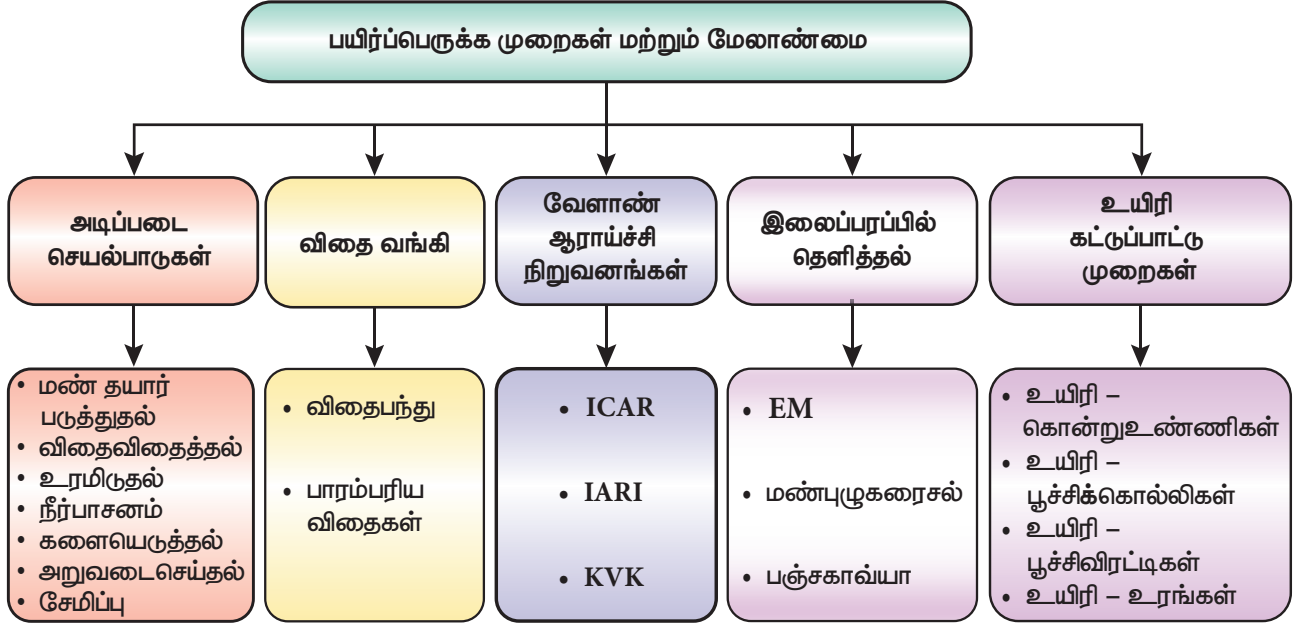 பயிர்ப்பெருக்க முறைகள் மற்றும் மேலாண்மை
அடிப்படை
செயல்பாடுகள்
விதை வங்கி
வேளாண்
ஆராய்ச்சி
நிறுவனங்கள்
இலைப்பரப்பில்
தெளித்தல்
உயிரி
கட்டுப்பாட்டு
முறைகள்
• மண் தயார்
படுத்துதல்
• விதைவிதைத்தல்
• உரமிடுதல்
• நீர்பாசனம்
• களையெடுத்தல்
• அறுவடைசெய்தல்
• சேமிப்பு
• விதைபந்து
• பாரம்பரிய
விதைகள்
• ICAR
• IARI
• KVK
• EM
• மண்புழுகரைசல்
• பஞ்சகாவ்யா
• உயிரி –
கொன்றுஉண்ணிகள்
• உயிரி –
பூச்சிக்கொல்லிகள்
• உயிரி –
பூச்சிவிரட்டிகள்
• உயிரி – உரங்கள்